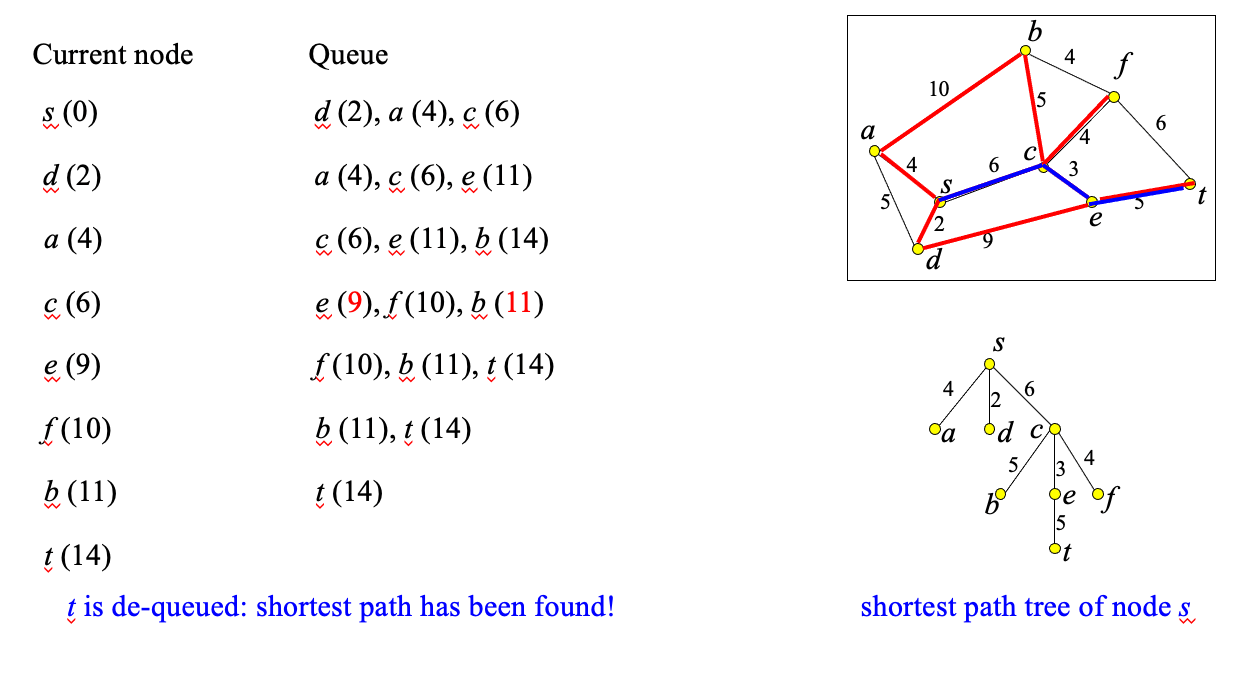 Current node Queue
s (0) d (2), a (4), c (6)
d (2) a (4), c (6), e (11)
a (4) c (6), e (11), b (14)
c (6) e (9), f (10), b (11)
e (9) f (10), b (11), t (14)
f (10) b (11), t (14)
b (11) t (14)
t (14)
t is de-queued: shortest path has been found!
b
4
f
10
5
6
a
4
c
4
6
3
s
5
t
5
2
e
9
d
s
4
2
6
a
d
c
5
3
4
b
e
f
5
t
shortest path tree of node s